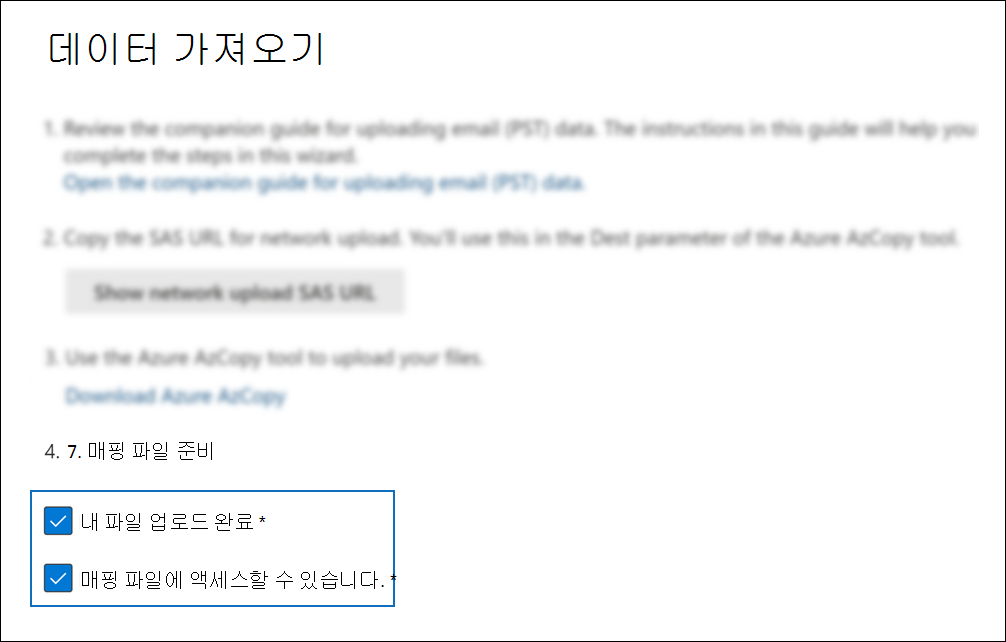 데이터 가져오기
1. Review the companion guide for uploading email (PST) data. The instructions in this guide will help you
complete the steps in this wizard.
Open the companion guide for uploading email (PST) data.
2. Copy the SAS URL for network upload. You'll use this in the Dest parameter of the Azure AzCopy tool.
Show network upload SAS URL
3. Use the Azure AzCopy tool to upload your files.
Download Azure AzCopy
4. 7. 매핑 파일 준비
내 파일 업로드 완료 *
매핑 파일에 액세스할 수 있습니다. *